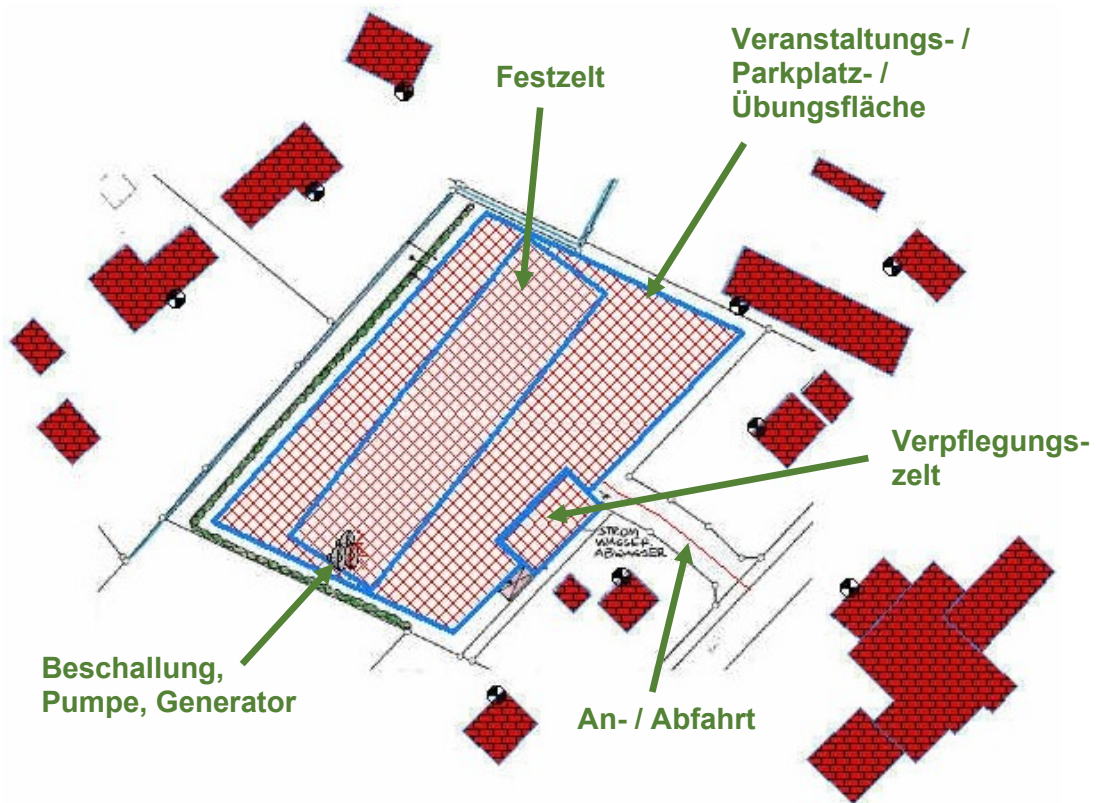 Veranstaltungs- /
Parkplatz- /
Übungsfläche
Festzelt
Verpflegungs-
zelt
STROM
WASSER
ABWASSER
Beschallung,
Pumpe, Generator
An- / Abfahrt